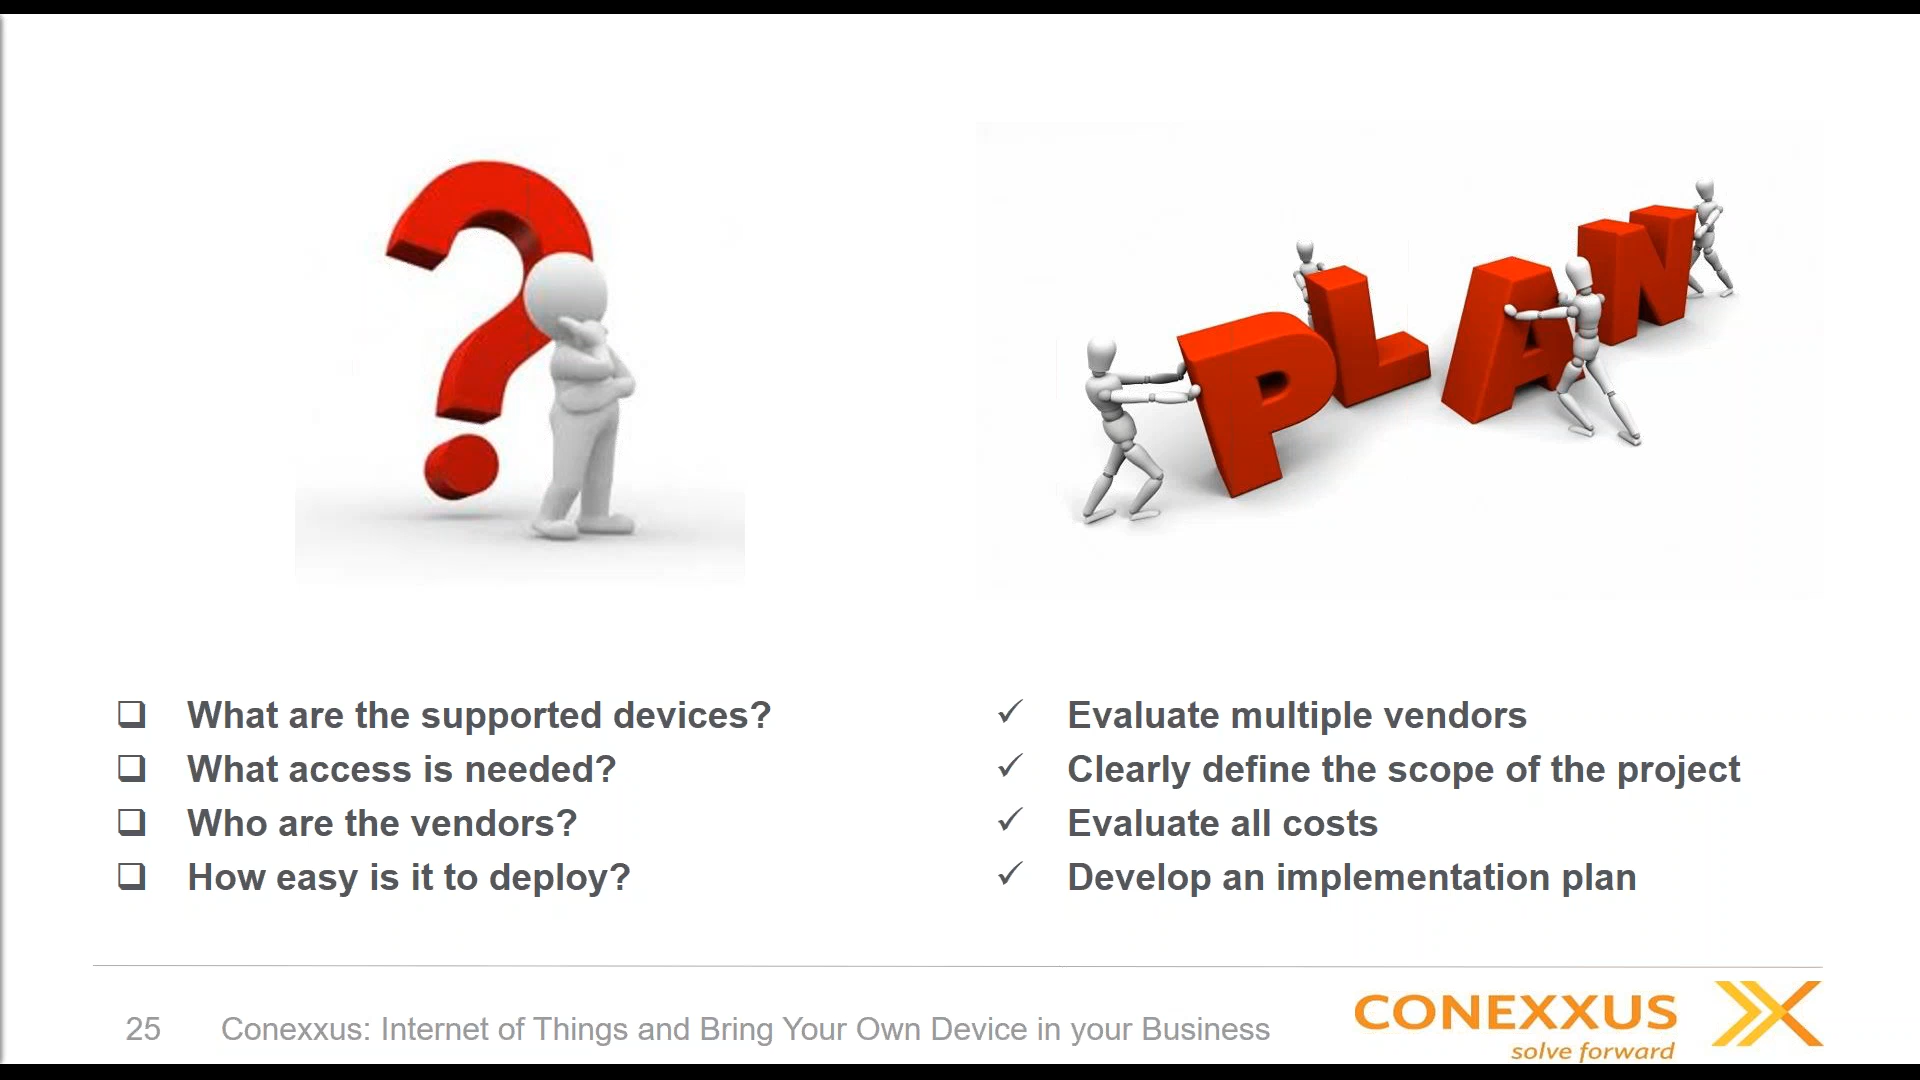 PLAN
What are the supported devices?
What access is needed?
Who are the vendors?
How easy is it to deploy?
Evaluate multiple vendors
Clearly define the scope of the project
Evaluate all costs
Develop an implementation plan
25
Conexxus: Internet of Things and Bring Your Own Device in your Business
CONEXXUS
solve forward